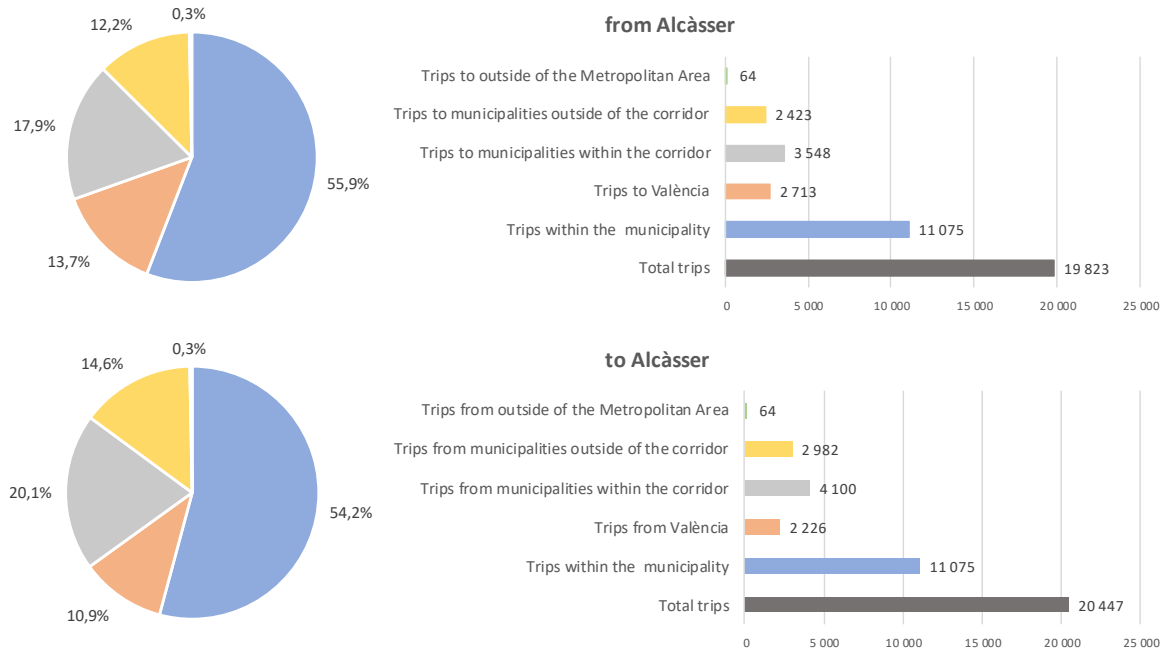 0,3%
12,2%
17,9%
55,9%
13,7%
from Alcàsser
Trips to outside of the Metropolitan Area 64
Trips to municipalities outside of the corridor 2 423
Trips to municipalities within the corridor 3 548
Trips to València 2 713
Trips within the municipality 11 075
Total trips 19 823
0 5 000 10 000 15 000 20 000 25 000
0,3%
14,6%
20,1%
54,2%
10,9%
to Alcàsser
Trips from outside of the Metropolitan Area 64
Trips from municipalities outside of the corridor 2 982
Trips from municipalities within the corridor 4 100
Trips from València 2 226
Trips within the municipality 11 075
Total trips 20 447
0 5 000 10 000 15 000 20 000 25 000